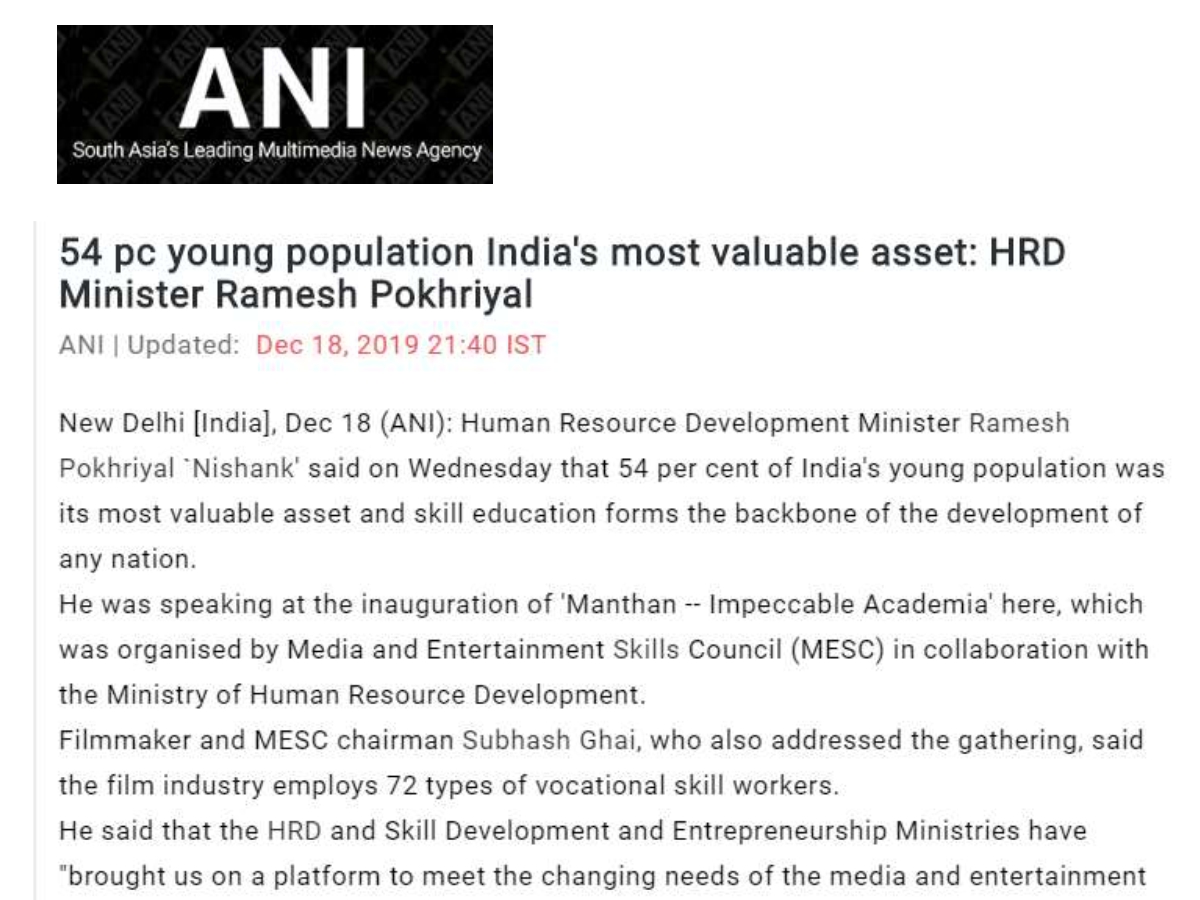 ANI
South Asia's Leading Multimedia News Agency
54 pc young population India's most valuable asset: HRD
Minister Ramesh Pokhriyal
ANI | Updated: Dec 18, 2019 21:40 IST
New Delhi [India], Dec 18 (ANI): Human Resource Development Minister Ramesh
Pokhriyal `Nishank' said on Wednesday that 54 per cent of India's young population was
its most valuable asset and skill education forms the backbone of the development of
any nation.
He was speaking at the inauguration of 'Manthan -- Impeccable Academia' here, which
was organised by Media and Entertainment Skills Council (MESC) in collaboration with
the Ministry of Human Resource Development.
Filmmaker and MESC chairman Subhash Ghai, who also addressed the gathering, said
the film industry employs 72 types of vocational skill workers.
He said that the HRD and Skill Development and Entrepreneurship Ministries have
"brought us on a platform to meet the changing needs of the media and entertainment